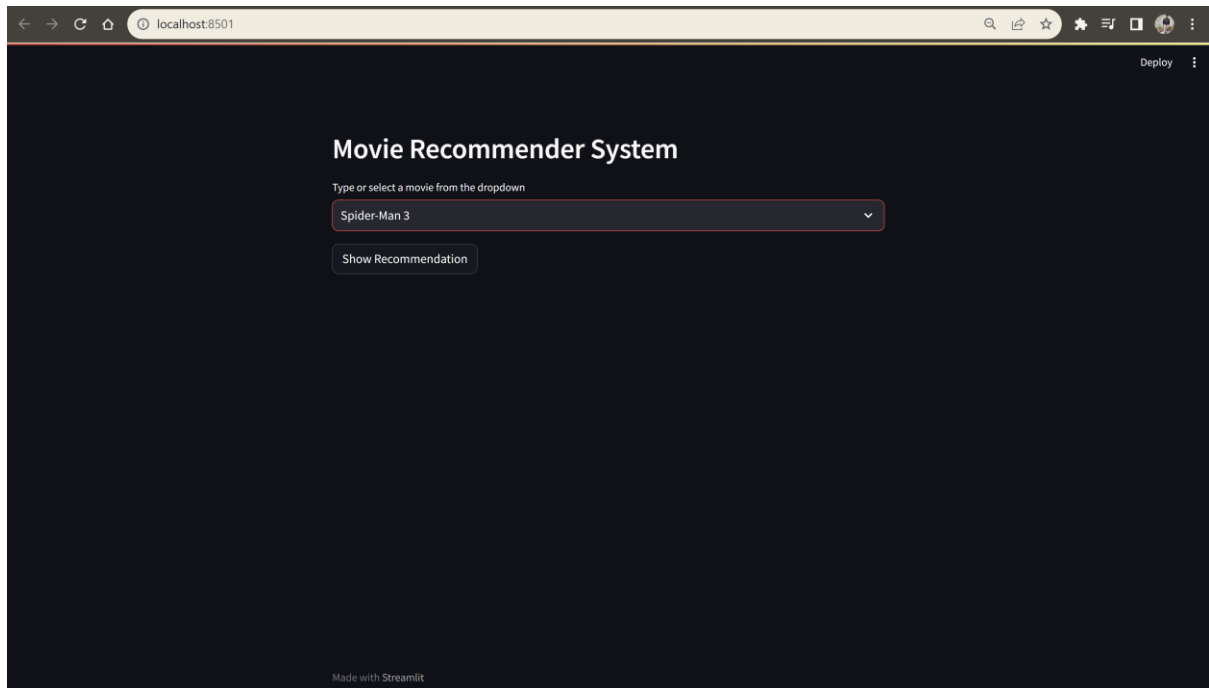 localhost:8501
Deploy
Movie Recommender System
Type or select a movie from the dropdown
Spider-Man 3
Show Recommendation
Made with Streamlit